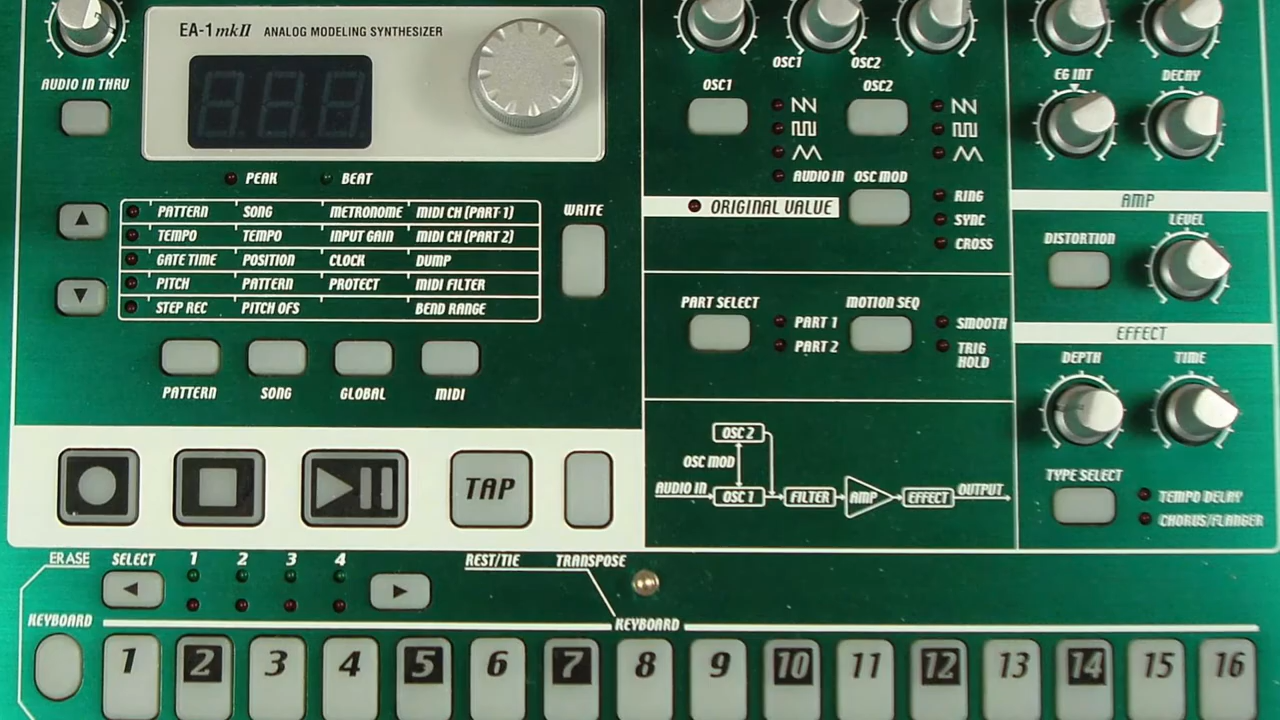 EA-1 mkII ANALOG MODELING SYNTHESIZER
AUDIO IN THRU
PEAK BEAT
PATTERN SONG METRONOME MIDI CH (PART 1)
TEMPO TEMPO INPUT GAIN MIDI CH (PART 2)
GATE TIME POSITION CLOCK DUMP
PITCH PATTERN PROTECT MIDI FILTER
STEP REC PITCH OFS BEND RANGE
WRITE
PATTERN SONG GLOBAL MIDI
TAP
OSC1 OSC2
OSC1 OSC2
AUDIO IN OSC MOD
ORIGINAL VALUE
RING
SYNC
CROSS
PART SELECT MOTION SEQ
PART 1 SMOOTH
PART 2 TRIG
HOLD
OSC 2
OSC MOD
AUDIO IN OSC 1 FILTER AMP EFFECT OUTPUT
EG INT DECAY
AMP
LEVEL
DISTORTION
EFFECT
DEPTH TIME
TYPE SELECT
TEMPO DELAY
CHORUS/FLANGER
ERASE SELECT 1 2 3 4 REST/TIE TRANSPOSE
KEYBOARD KEYBOARD
1 2 3 4 5 6 7 8 9 10 11 12 13 14 15 16